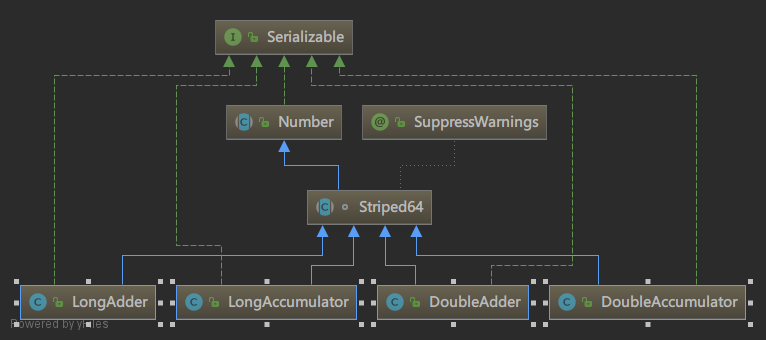 Serializable
Number
SuppressWarnings
Striped64
LongAdder
LongAccumulator
DoubleAdder
DoubleAccumulator
Powered by yFiles